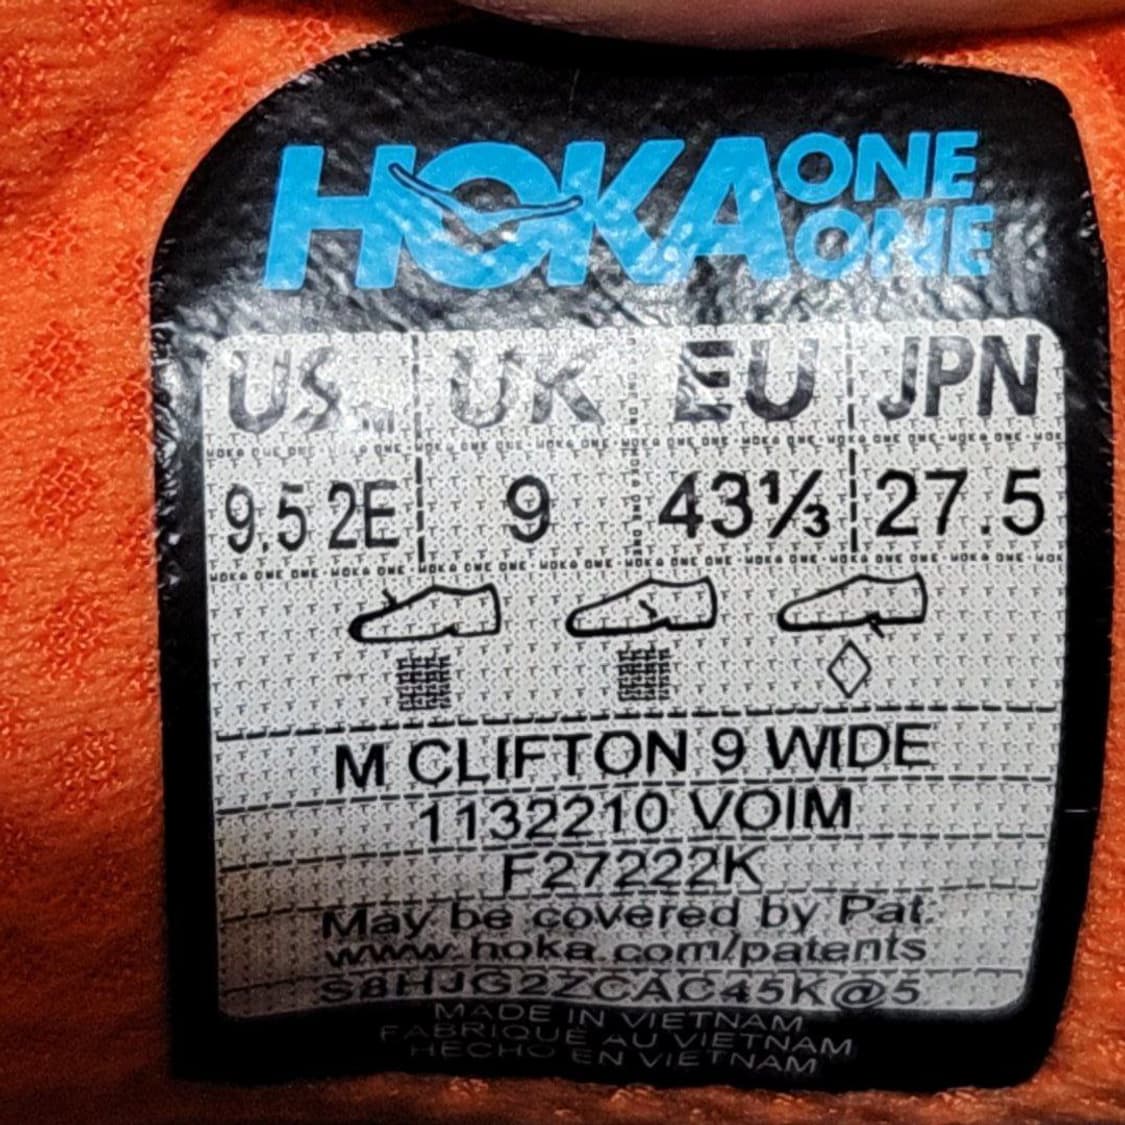 HOKA ONE ONE
US M UK EU JPN
9.5 2E 9 43⅓ 27.5
M CLIFTON 9 WIDE
1132210 VOIM
F27222K
May be covered by Pat.
www.hoka.com/patents
S8HJG2ZCAC45K@5
MADE IN VIETNAM
FABRIQUÉ AU VIETNAM
HECHO EN VIETNAM